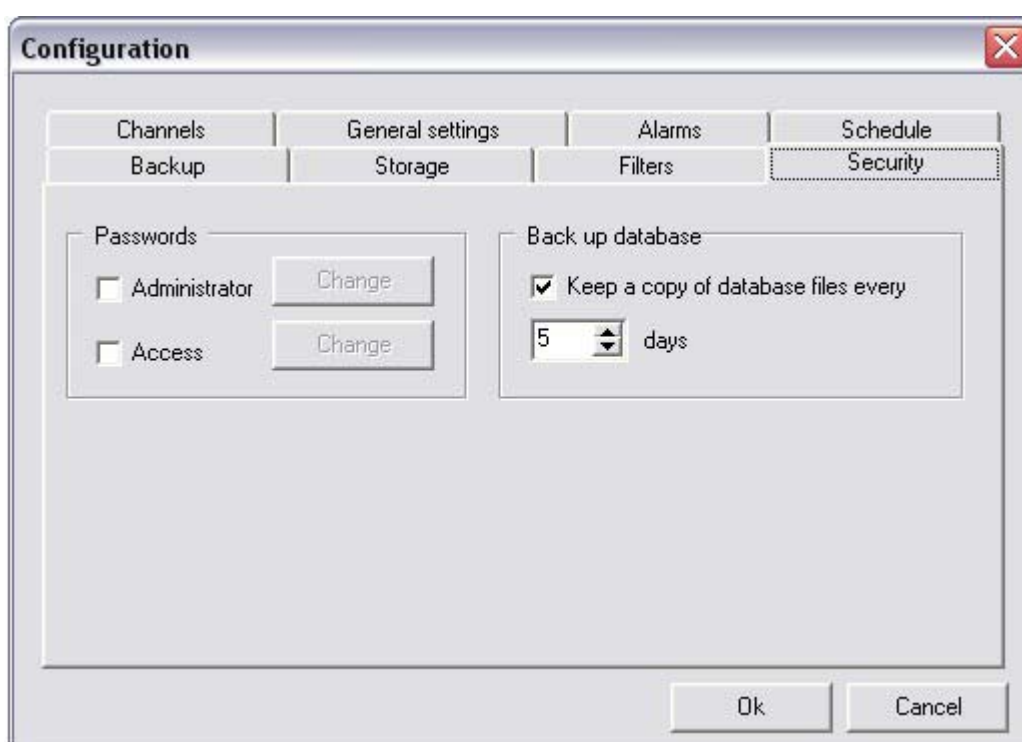 Configuration
Channels General settings Alarms Schedule
Backup Storage Filters Security
Passwords
Administrator Change
Access Change
Back up database
Keep a copy of database files every
5 days
Ok Cancel